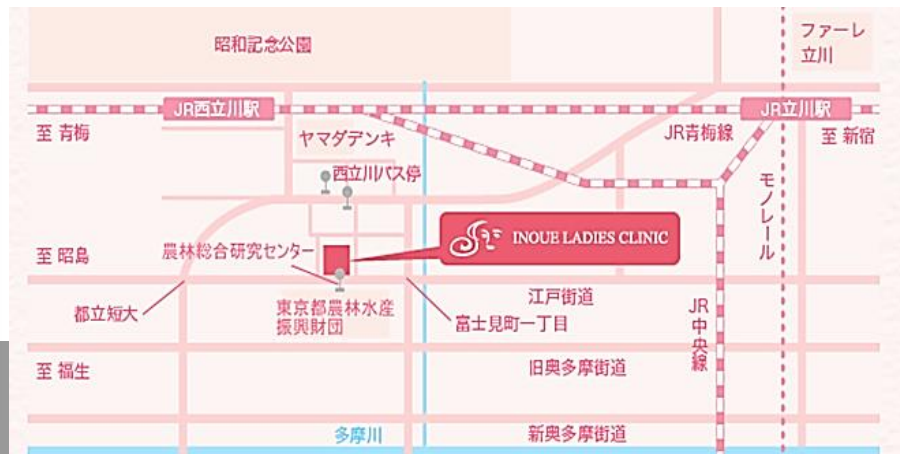 昭和記念公園
ファーレ
立川
JR西立川駅
JR立川駅
至 青梅
ヤマダデンキ
JR青梅線
至 新宿
西立川バス停
モノレール
INOUE LADIES CLINIC
至 昭島
農林総合研究センター
都立短大
東京都農林水産
振興財団
江戸街道
富士見町一丁目
JR中央線
至 福生
旧奥多摩街道
多摩川
新奥多摩街道